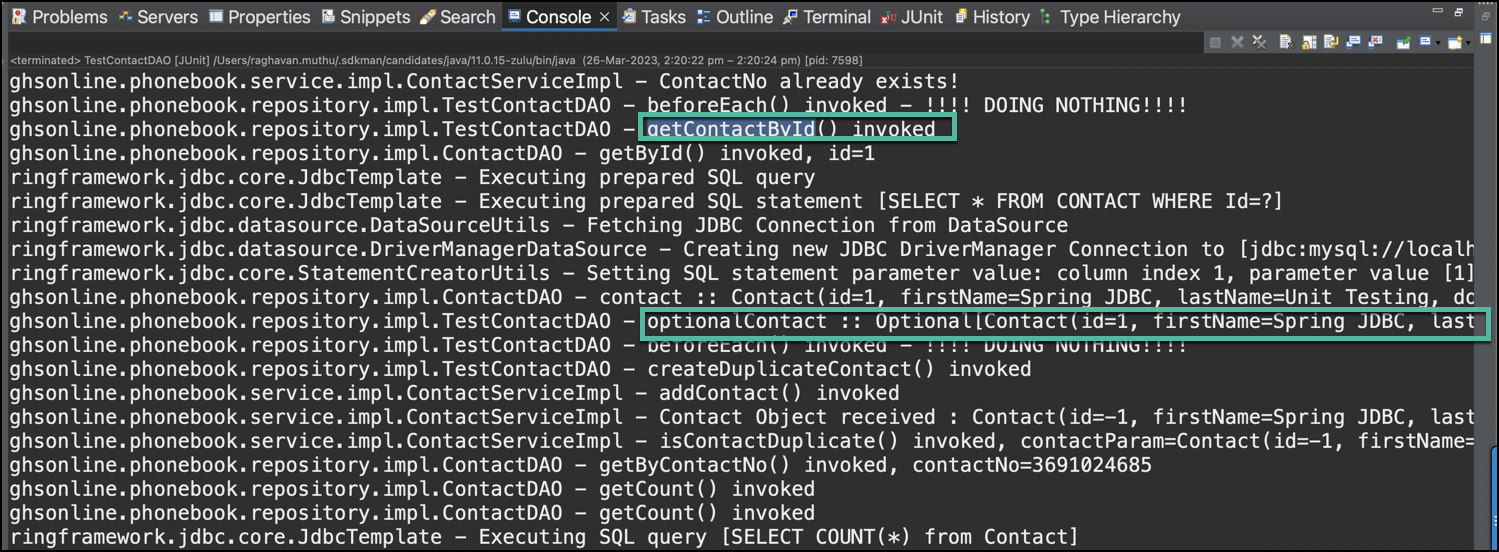 Problems Servers Properties Snippets Search Console × Tasks Outline Terminal JUnit History Type Hierarchy
<terminated> TestContactDAO [JUnit] /Users/raghavan.muthu/.sdkman/candidates/java/11.0.15-zulu/bin/java (26-Mar-2023, 2:20:22 pm – 2:20:24 pm) [pid: 7598]
ghsonline.phonebook.service.impl.ContactServiceImpl - ContactNo already exists!
ghsonline.phonebook.repository.impl.TestContactDAO - beforeEach() invoked - !!!! DOING NOTHING!!!!
ghsonline.phonebook.repository.impl.TestContactDAO - getContactById() invoked
ghsonline.phonebook.repository.impl.ContactDAO - getById() invoked, id=1
ringframework.jdbc.core.JdbcTemplate - Executing prepared SQL query
ringframework.jdbc.core.JdbcTemplate - Executing prepared SQL statement [SELECT * FROM CONTACT WHERE Id=?]
ringframework.jdbc.datasource.DataSourceUtils - Fetching JDBC Connection from DataSource
ringframework.jdbc.datasource.DriverManagerDataSource - Creating new JDBC DriverManager Connection to [jdbc:mysql://localh
ringframework.jdbc.core.StatementCreatorUtils - Setting SQL statement parameter value: column index 1, parameter value [1]
ghsonline.phonebook.repository.impl.ContactDAO - contact :: Contact(id=1, firstName=Spring JDBC, lastName=Unit Testing, do
ghsonline.phonebook.repository.impl.TestContactDAO - optionalContact :: Optional[Contact(id=1, firstName=Spring JDBC, last
ghsonline.phonebook.repository.impl.TestContactDAO - beforeEach() invoked - !!!! DOING NOTHING!!!!
ghsonline.phonebook.repository.impl.TestContactDAO - createDuplicateContact() invoked
ghsonline.phonebook.service.impl.ContactServiceImpl - addContact() invoked
ghsonline.phonebook.service.impl.ContactServiceImpl - Contact Object received : Contact(id=-1, firstName=Spring JDBC, last
ghsonline.phonebook.service.impl.ContactServiceImpl - isContactDuplicate() invoked, contactParam=Contact(id=-1, firstName=
ghsonline.phonebook.repository.impl.ContactDAO - getByContactNo() invoked, contactNo=3691024685
ghsonline.phonebook.repository.impl.ContactDAO - getCount() invoked
ghsonline.phonebook.repository.impl.ContactDAO - getCount() invoked
ringframework.jdbc.core.JdbcTemplate - Executing SQL query [SELECT COUNT(*) from Contact]